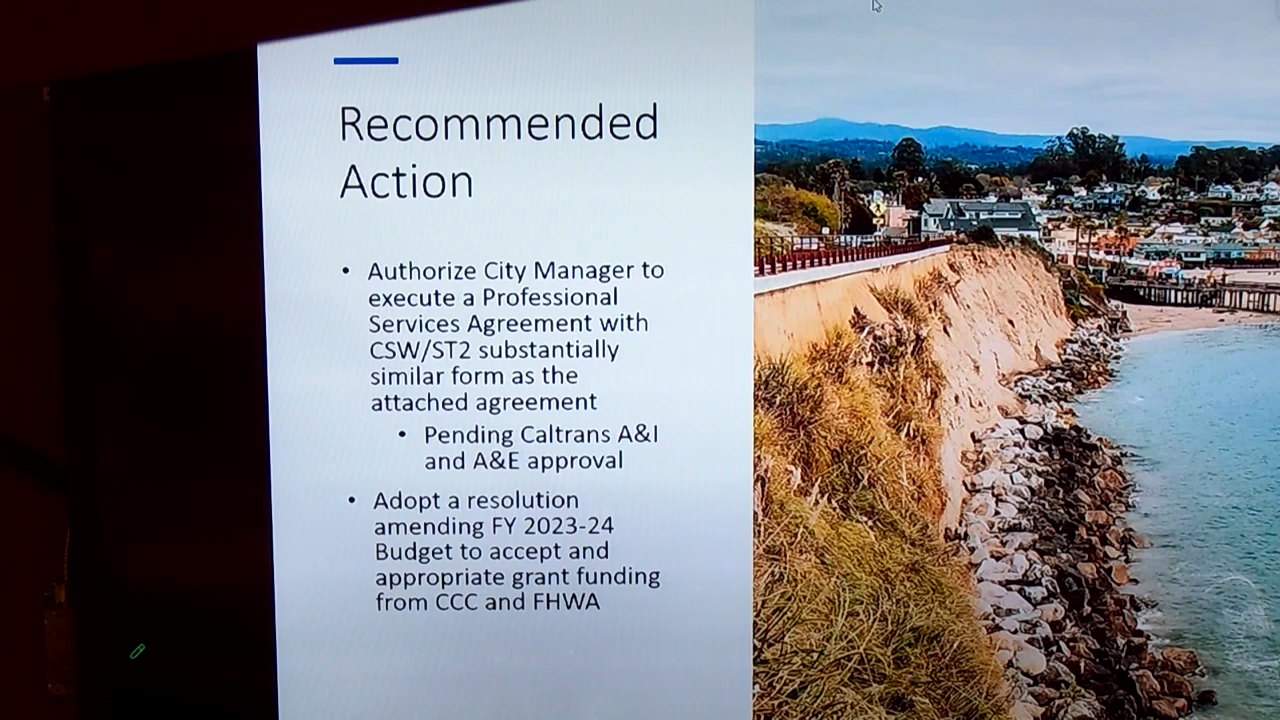 Recommended
Action
• Authorize City Manager to
execute a Professional
Services Agreement with
CSW/ST2 substantially
similar form as the
attached agreement
• Pending Caltrans A&I
and A&E approval
• Adopt a resolution
amending FY 2023-24
Budget to accept and
appropriate grant funding
from CCC and FHWA